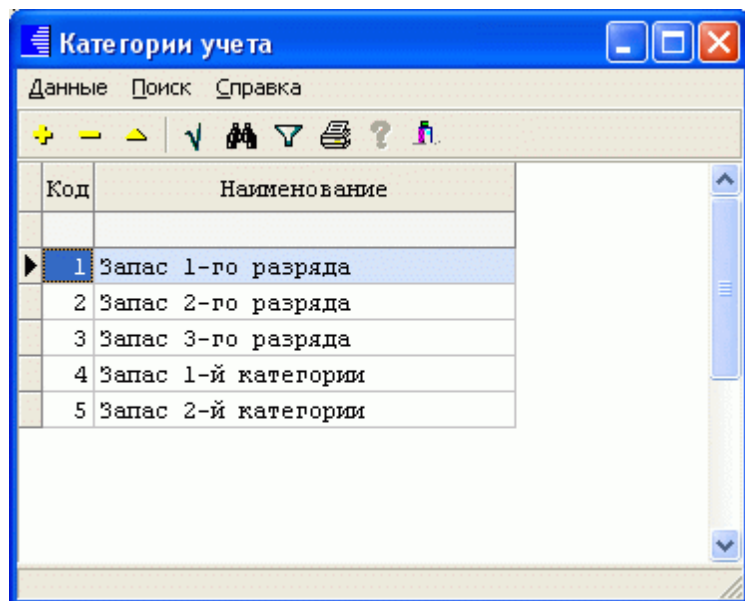 Категории учета
Данные Поиск Справка
Код Наименование
1 Запас 1-го разряда
2 Запас 2-го разряда
3 Запас 3-го разряда
4 Запас 1-й категории
5 Запас 2-й категории